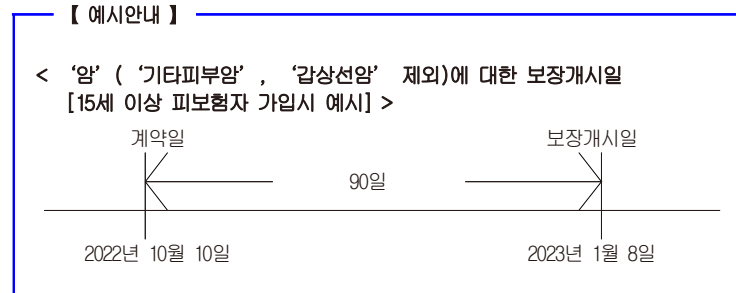 【 예시안내 】
< ‘암’ ( ‘기타피부암’ , ‘갑상선암’ 제외)에 대한 보장개시일
[15세 이상 피보험자 가입시 예시] >
계약일 보장개시일
90일
2022년 10월 10일 2023년 1월 8일